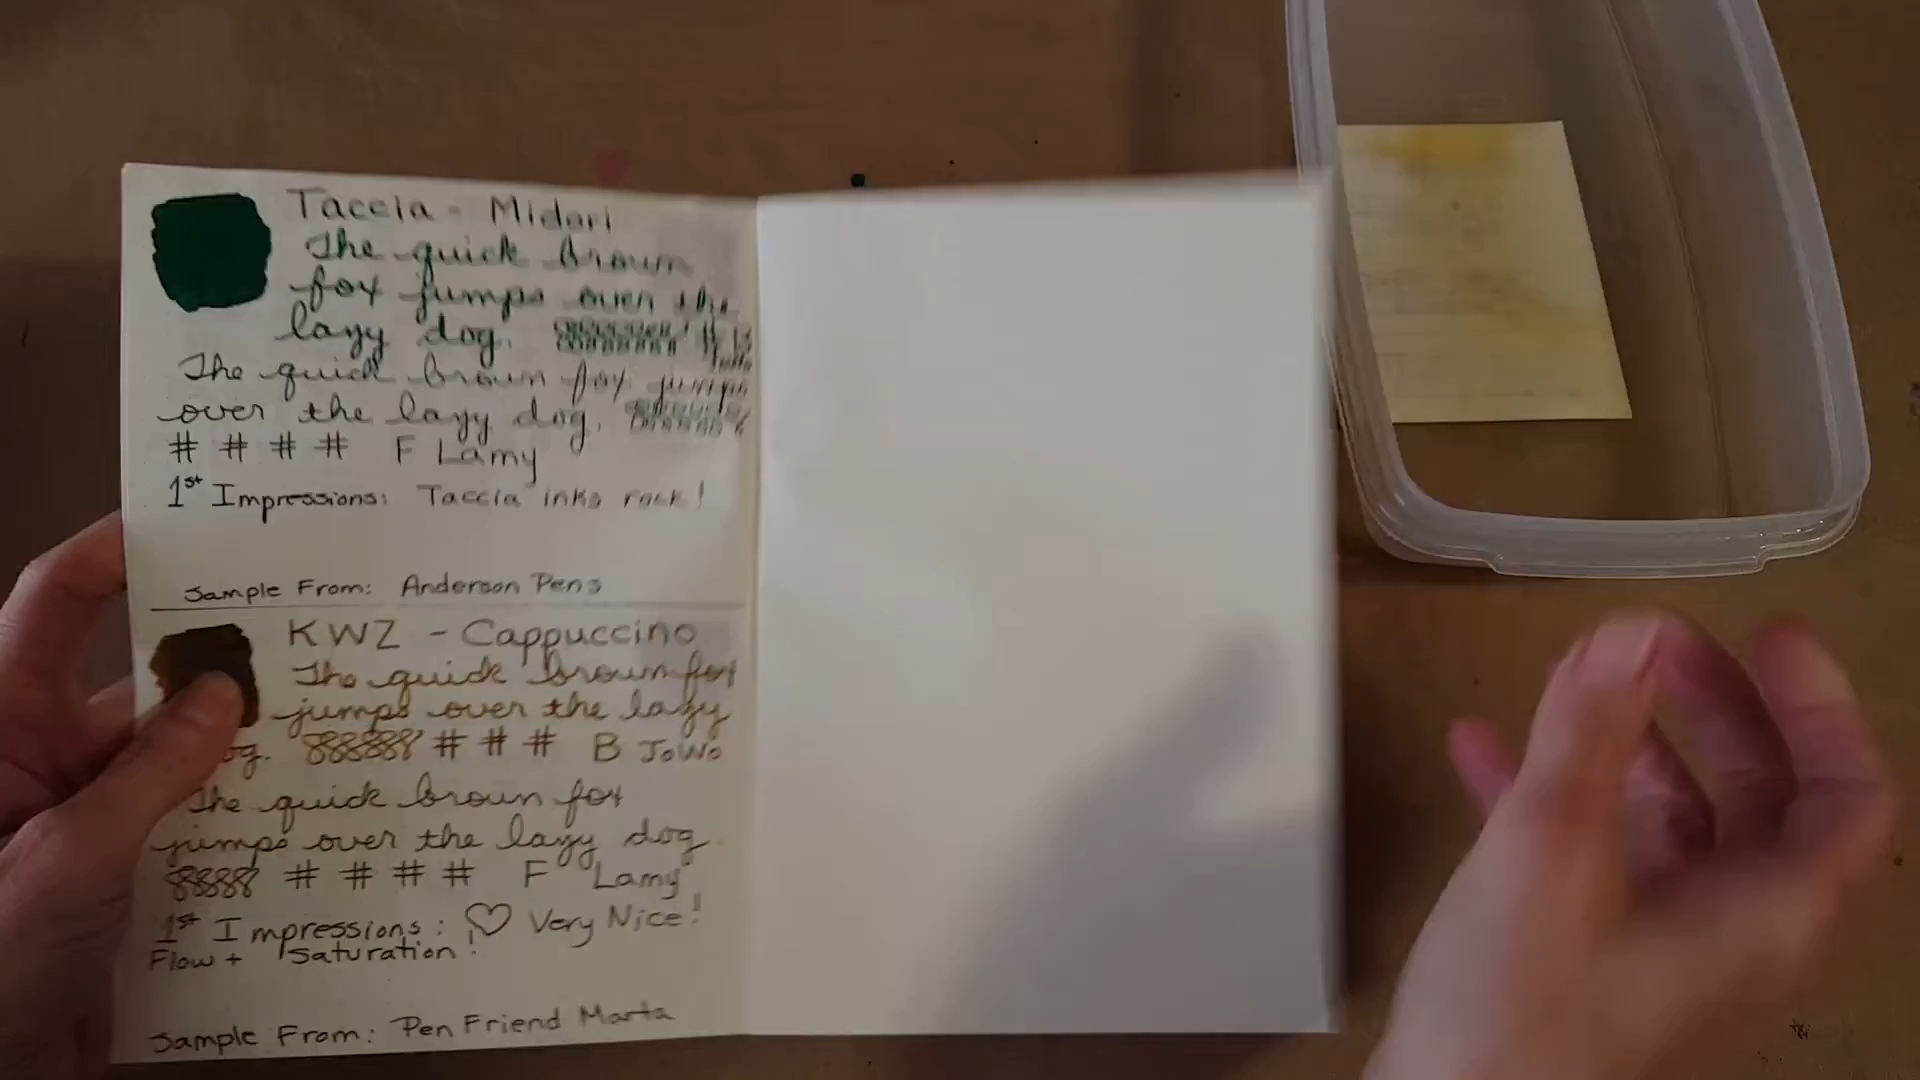 Taccia - Midori
The quick brown
fox jumps over the
lazy dog.
The quick brown fox jumps
over the lazy dog.
# # # # F Lamy
1st Impressions: Taccia inks rock!
Sample From: Anderson Pens
KWZ - Cappuccino
The quick brown fox
jumps over the lazy
og. 888888 # # # B JoWo
The quick brown fox
jumps over the lazy dog.
8888 # # # # F Lamy
1st Impressions: ♡ Very Nice!
Flow + Saturation!
Sample From: Pen Friend Marta